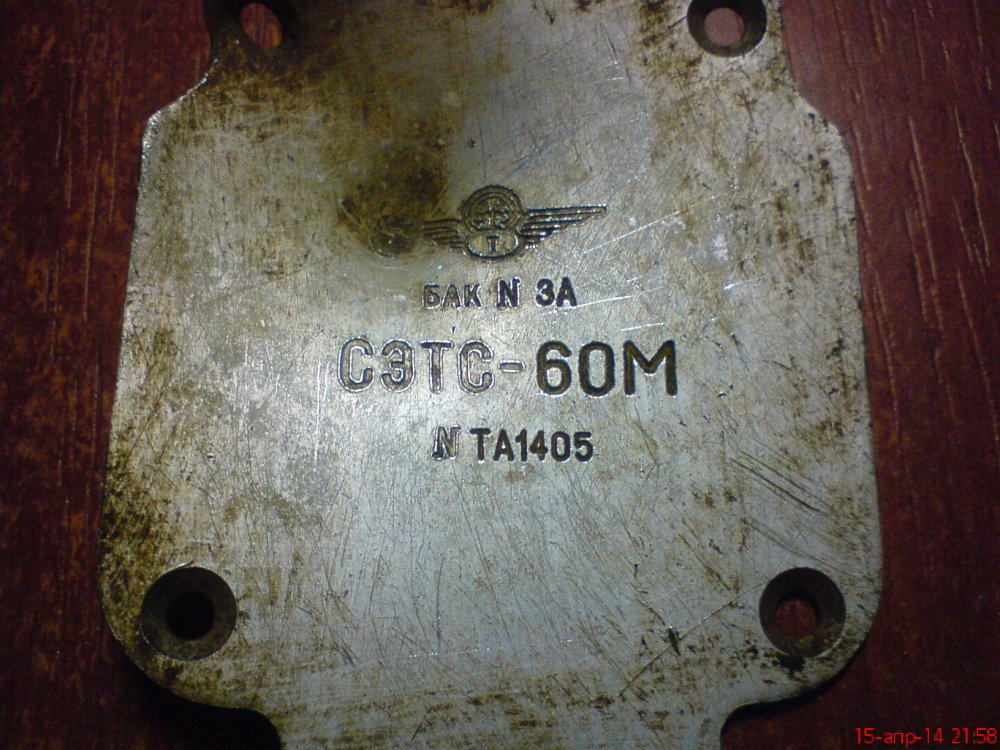 Т
БАК N 3А
СЭТС-60М
N ТА1405
15-апр-14 21:58